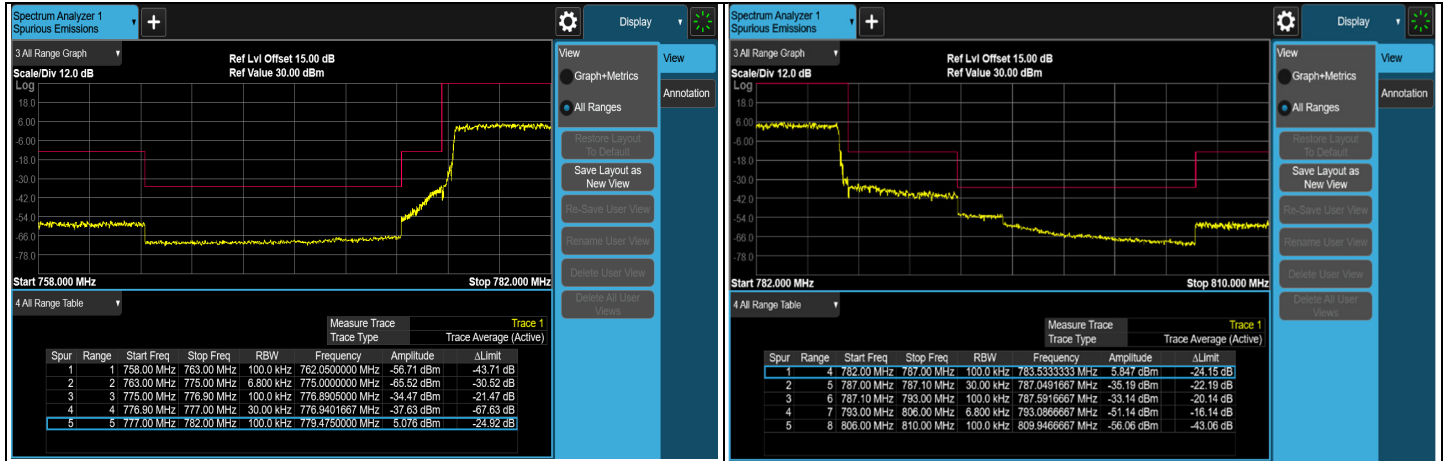 Spectrum Analyzer 1
Spurious Emissions
+
Display
3 All Range Graph
Ref Lvl Offset 15.00 dB
Scale/Div 12.0 dB
Ref Value 30.00 dBm
Log
18.0
6.00
-6.00
-18.0
-30.0
-42.0
-54.0
-66.0
-78.0
Start 758.000 MHz
Stop 782.000 MHz
View
Graph+Metrics
All Ranges
Restore Layout
To Default
Save Layout as
New View
Re-Save User View
Rename User View
Delete User View
Delete All User
Views
View
Annotation
4 All Range Table
Measure Trace Trace 1
Trace Type Trace Average (Active)
Spur Range Start Freq Stop Freq RBW Frequency Amplitude ΔLimit
1 1 758.00 MHz 763.00 MHz 100.0 kHz 762.0500000 MHz -56.71 dBm -43.71 dB
2 2 763.00 MHz 775.00 MHz 6.800 kHz 775.0000000 MHz -65.52 dBm -30.52 dB
3 3 775.00 MHz 776.90 MHz 100.0 kHz 776.8905000 MHz -34.47 dBm -21.47 dB
4 4 776.90 MHz 777.00 MHz 30.00 kHz 776.9401667 MHz -37.63 dBm -67.63 dB
5 5 777.00 MHz 782.00 MHz 100.0 kHz 779.4750000 MHz 5.076 dBm -24.92 dB
Spectrum Analyzer 1
Spurious Emissions
+
Display
3 All Range Graph
Ref Lvl Offset 15.00 dB
Scale/Div 12.0 dB
Ref Value 30.00 dBm
Log
18.0
6.00
-6.00
-18.0
-30.0
-42.0
-54.0
-66.0
-78.0
Start 782.000 MHz
Stop 810.000 MHz
View
Graph+Metrics
All Ranges
Restore Layout
To Default
Save Layout as
New View
Re-Save User View
Rename User View
Delete User View
Delete All User
Views
View
Annotation
4 All Range Table
Measure Trace Trace 1
Trace Type Trace Average (Active)
Spur Range Start Freq Stop Freq RBW Frequency Amplitude ΔLimit
1 4 782.00 MHz 787.00 MHz 100.0 kHz 783.5333333 MHz 5.847 dBm -24.15 dB
2 5 787.00 MHz 787.10 MHz 30.00 kHz 787.0491667 MHz -35.19 dBm -22.19 dB
3 6 787.10 MHz 793.00 MHz 100.0 kHz 787.5916667 MHz -33.14 dBm -20.14 dB
4 7 793.00 MHz 806.00 MHz 6.800 kHz 793.0866667 MHz -51.14 dBm -16.14 dB
5 8 806.00 MHz 810.00 MHz 100.0 kHz 809.9466667 MHz -56.06 dBm -43.06 dB